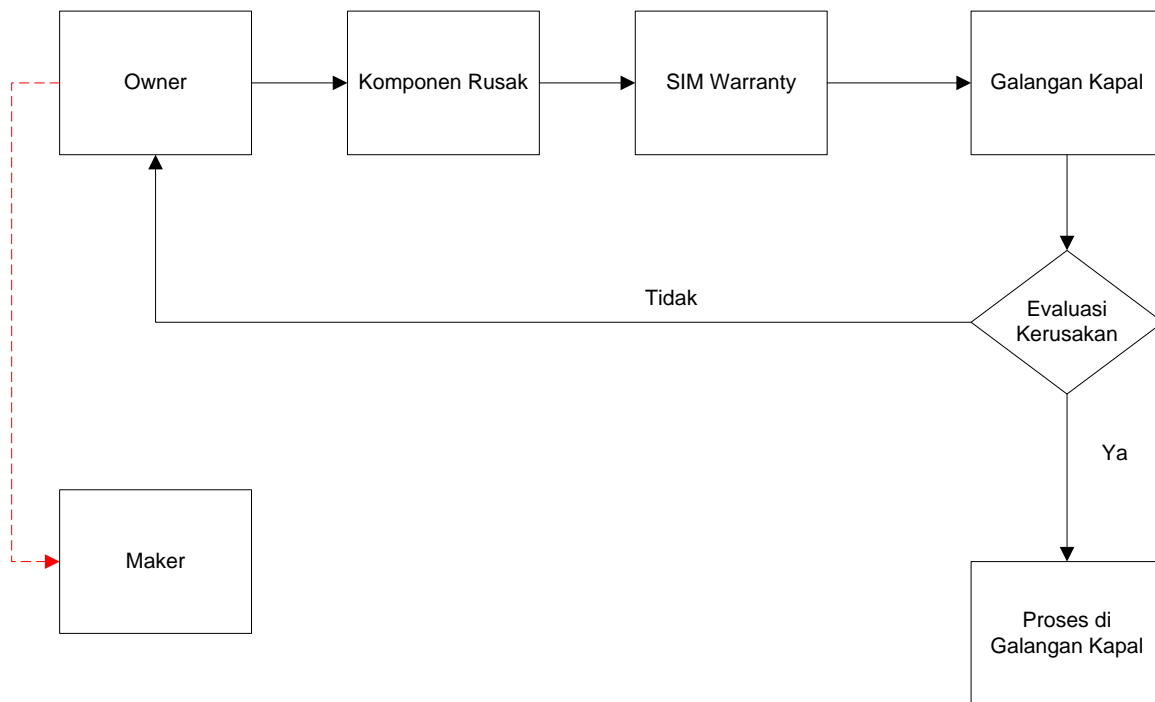 Owner
Komponen Rusak
SIM Warranty
Galangan Kapal
Tidak
Evaluasi
Kerusakan
Ya
Maker
Proses di
Galangan Kapal